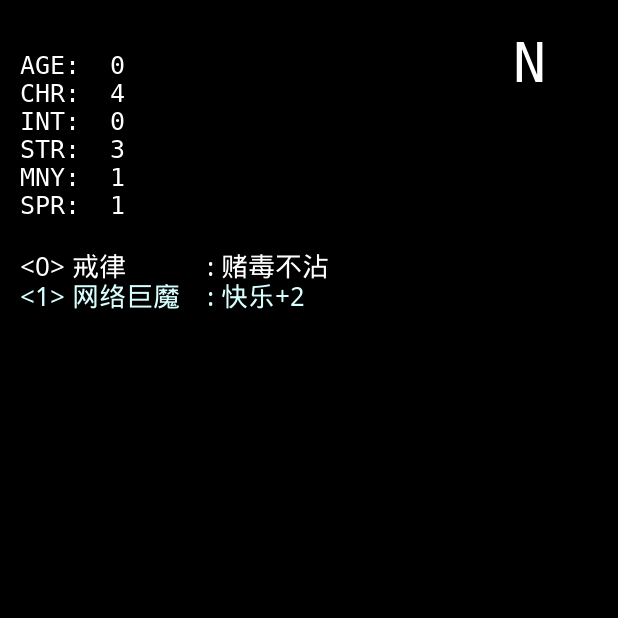 N
AGE: 0
CHR: 4
INT: 0
STR: 3
MNY: 1
SPR: 1
<0> 戒律 : 赌毒不沾
<1> 网络巨魔 : 快乐+2